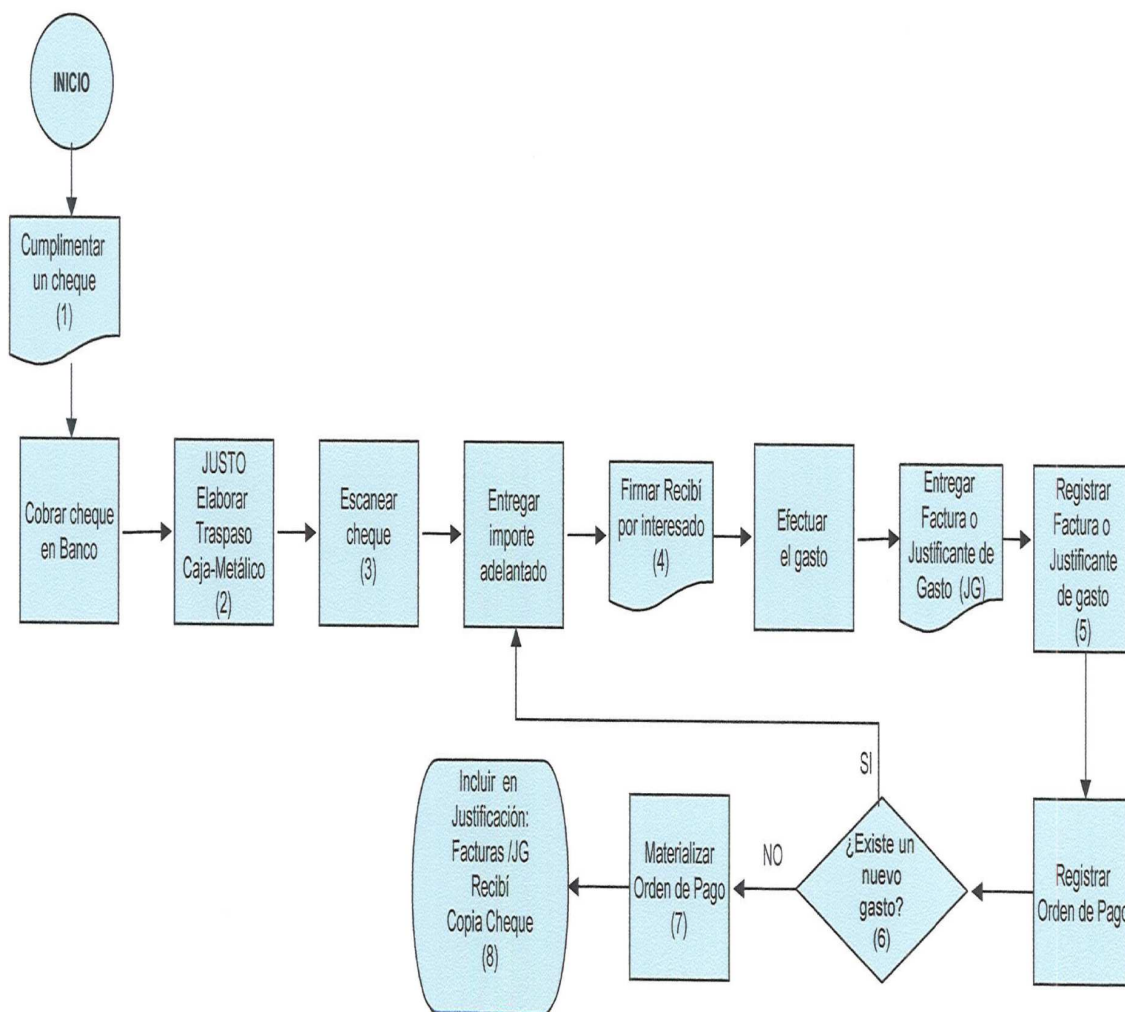 INICIO
Cumplimentar
un cheque
(1)
Cobrar cheque
en Banco
JUSTO
Elaborar
Traspaso
Caja-Metálico
(2)
Escanear
cheque
(3)
Entregar
importe
adelantado
Firmar Recibí
por interesado
(4)
Efectuar
el gasto
Entregar
Factura o
Justificante de
Gasto (JG)
Registrar
Factura o
Justificante
de gasto
(5)
Registrar
Orden de Pago
¿Existe un
nuevo
gasto?
(6)
SI
NO
Materializar
Orden de Pago
(7)
Incluir en
Justificación:
Facturas /JG
Recibí
Copia Cheque
(8)